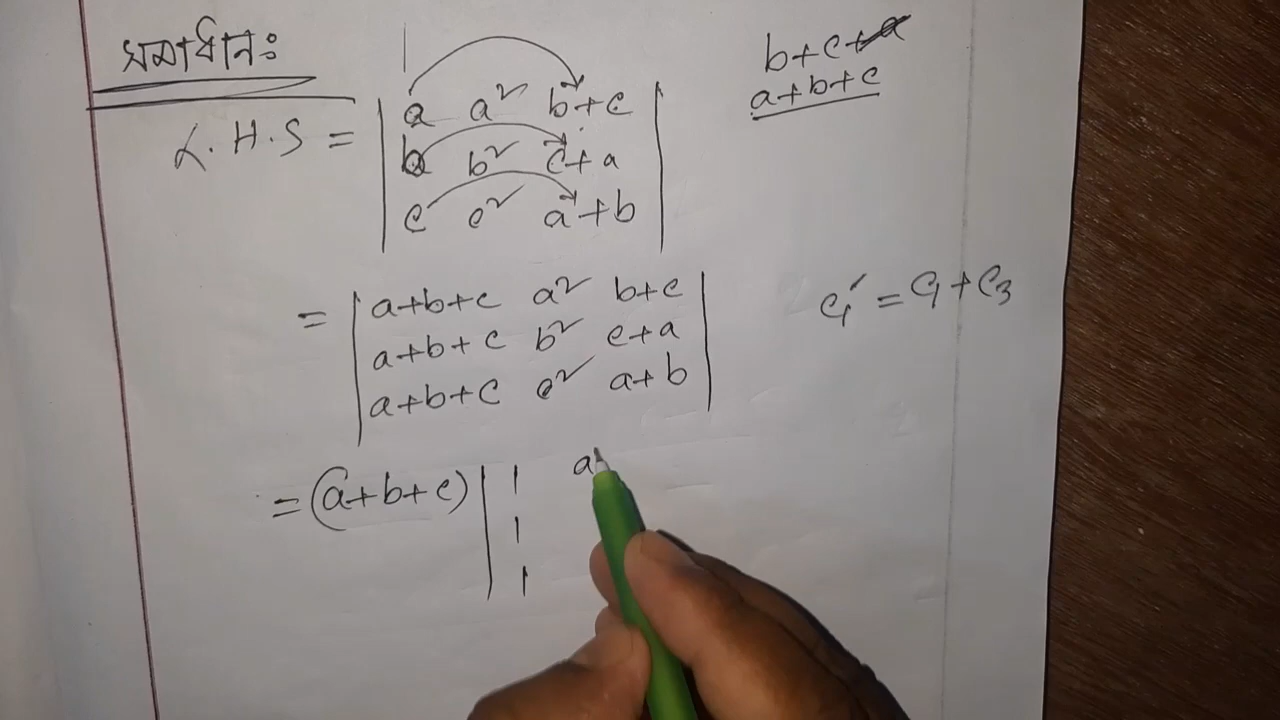 সমাধানঃ
b+c+a
a+b+c
L.H.S = | a a² b+c |
| b b² c+a |
| c c² a+b |
= | a+b+c a² b+c |
| a+b+c b² c+a |
| a+b+c c² a+b |
c₁′ = c₁+c₃
= (a+b+c) | 1 a
1
1